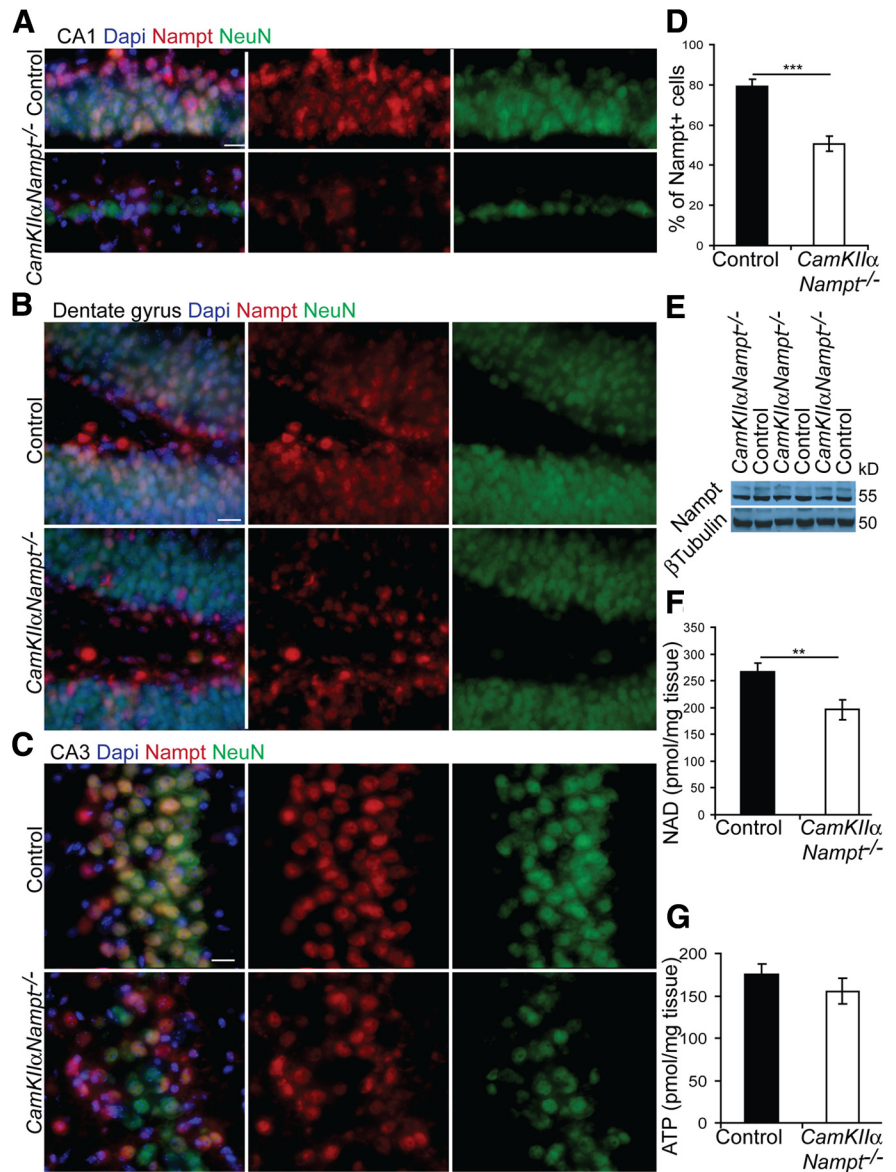 A
CA1 Dapi Nampt NeuN
Control
CamKIIαNampt-/-
B
Dentate gyrus Dapi Nampt NeuN
Control
CamKIIαNampt-/-
C
CA3 Dapi Nampt NeuN
Control
CamKIIαNampt-/-
D
% of Nampt+ cells
100
80
60
40
20
0
***
Control
CamKIIα
Nampt-/-
E
CamKIIαNampt-/-
Control
CamKIIαNampt-/-
Control
CamKIIαNampt-/-
Control
kD
Nampt
55
βTubulin
50
F
NAD (pmol/mg tissue)
350
300
250
200
150
100
50
0
**
Control
CamKIIα
Nampt-/-
G
ATP (pmol/mg tissue)
200
150
100
50
0
Control
CamKIIα
Nampt-/-